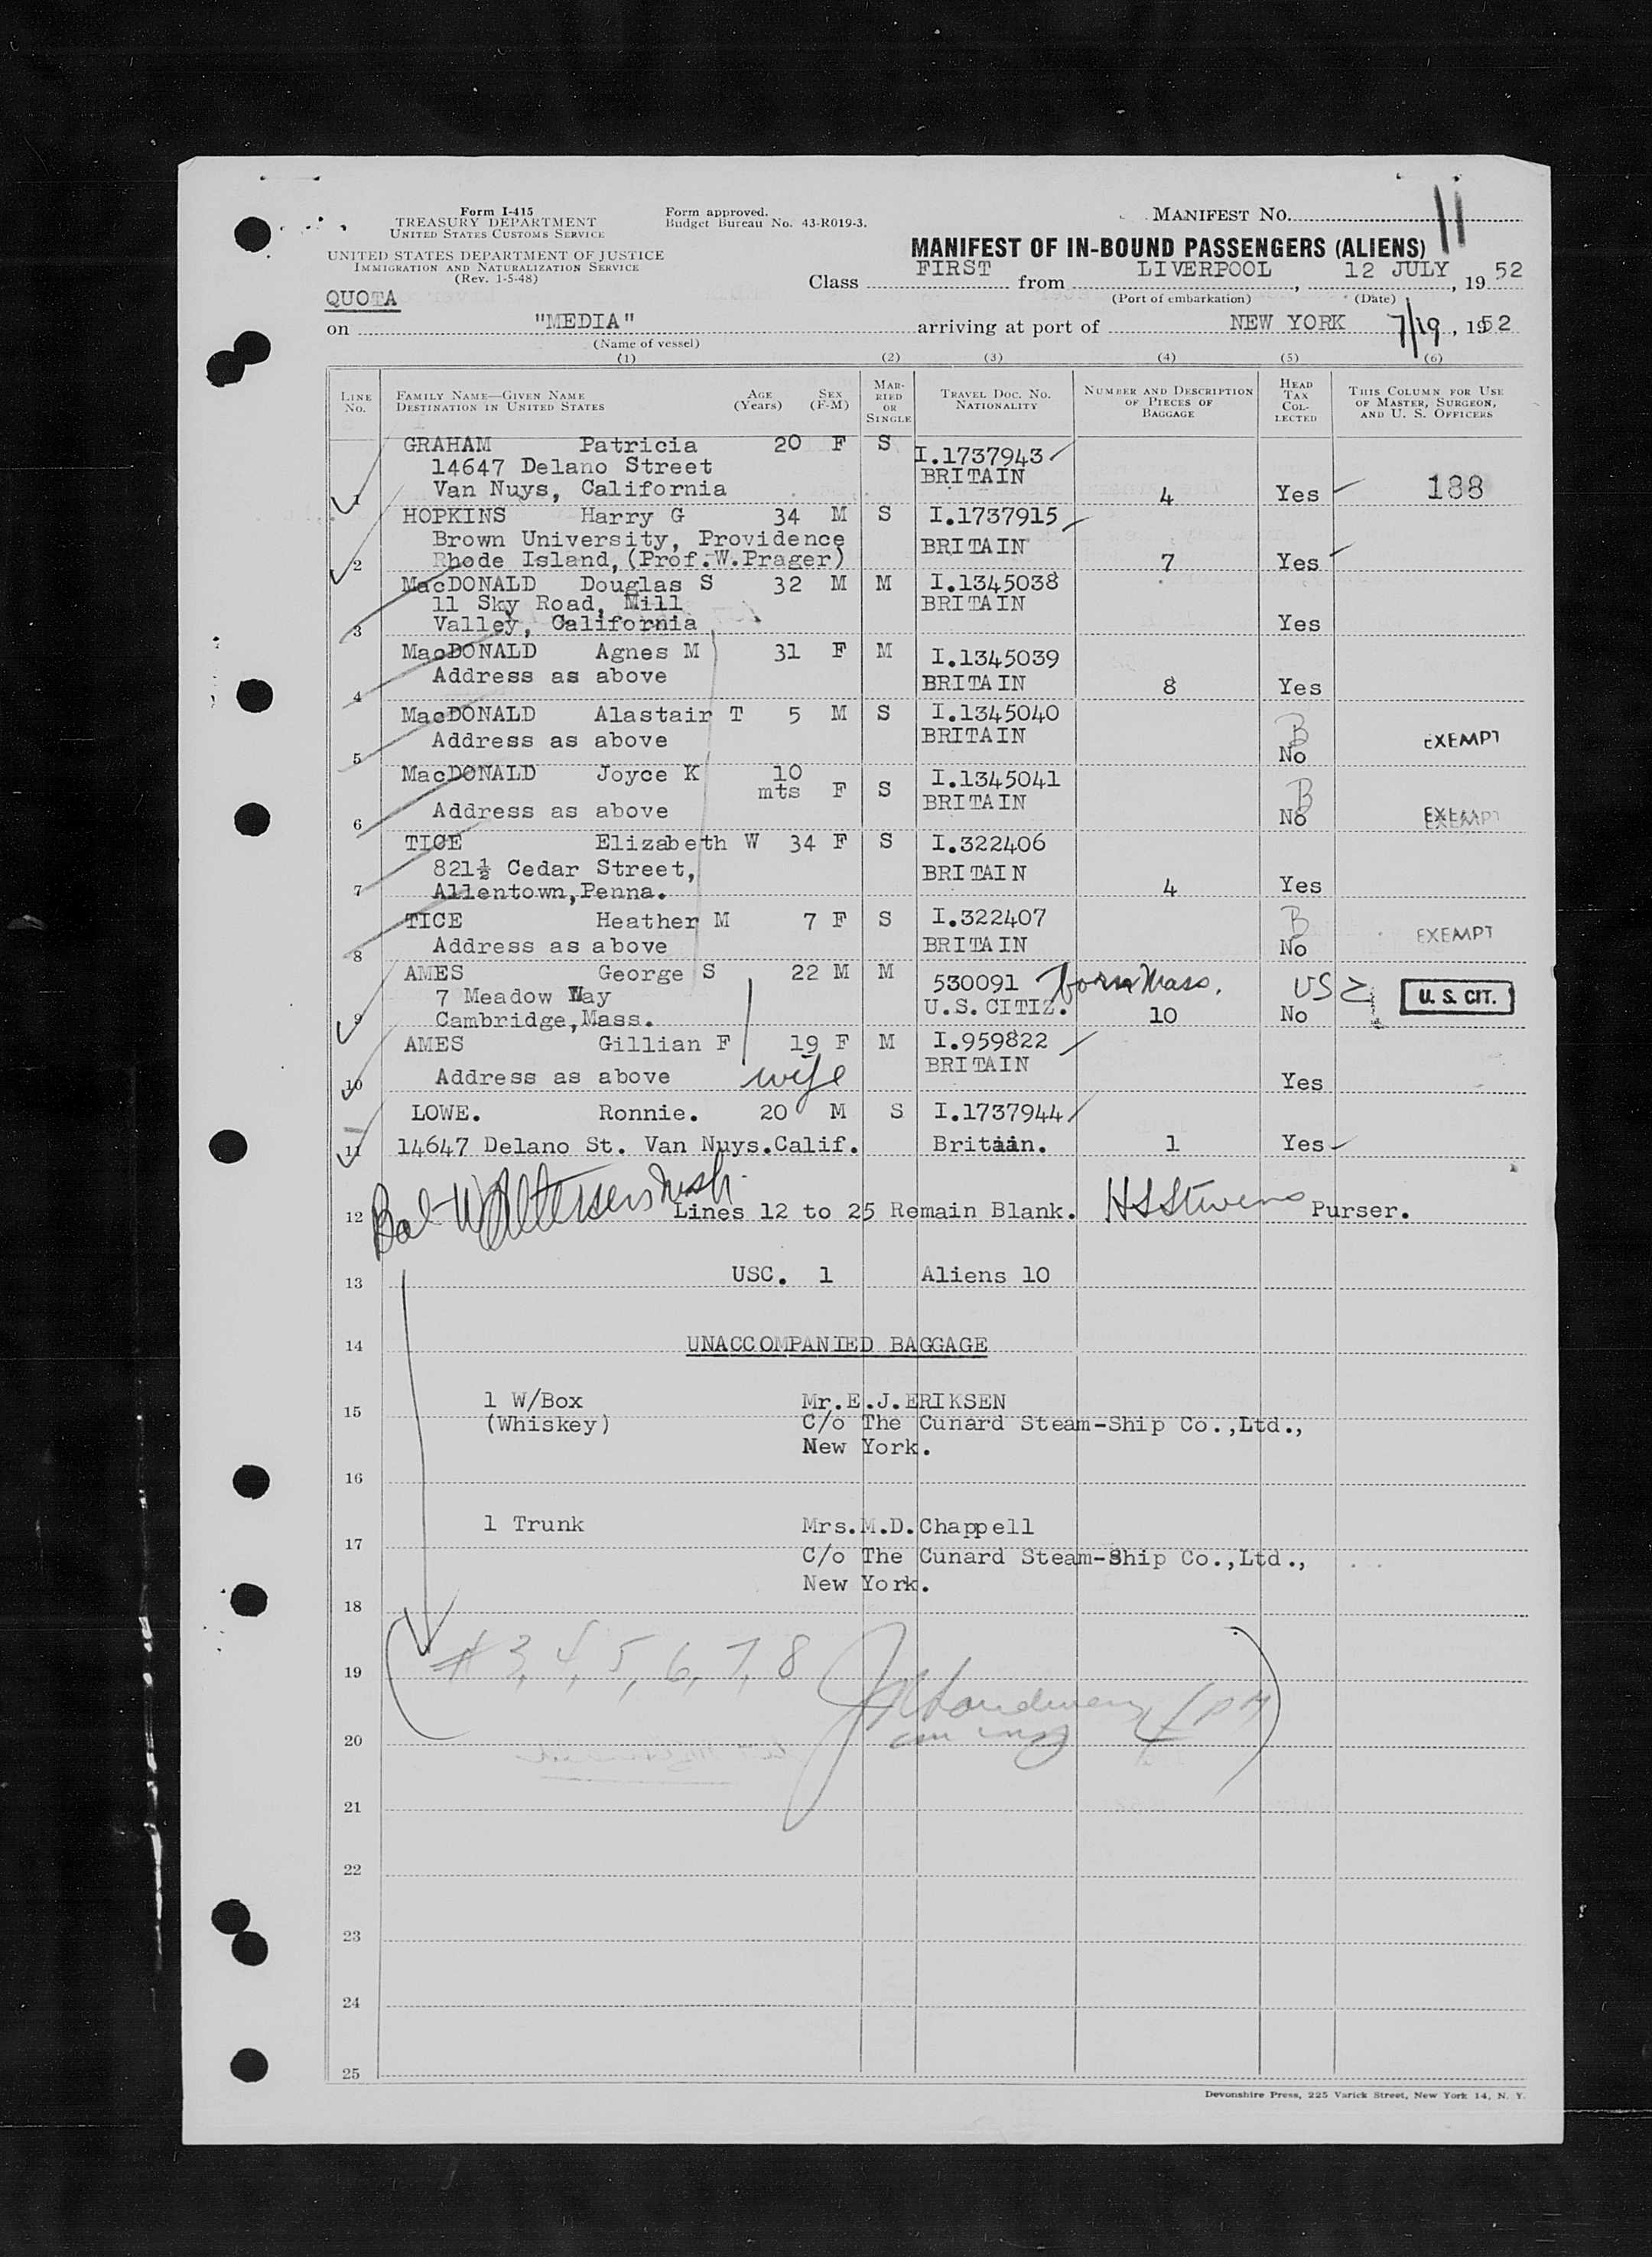 Form I-415
TREASURY DEPARTMENT
UNITED STATES CUSTOMS SERVICE
UNITED STATES DEPARTMENT OF JUSTICE
IMMIGRATION AND NATURALIZATION SERVICE
(Rev. 1-5-48)
Form approved.
Budget Bureau No. 43-R019-3.
MANIFEST NO. 11
MANIFEST OF IN-BOUND PASSENGERS (ALIENS)
Class FIRST from LIVERPOOL, 12 JULY, 19 52
(Port of embarkation) (Date)
QUOTA
on "MEDIA" arriving at port of NEW YORK 7/19, 1952
(Name of vessel)
(1) (2) (3) (4) (5) (6)
LINE NO. FAMILY NAME—GIVEN NAME DESTINATION IN UNITED STATES AGE (Years) SEX (F-M) MARRIED OR SINGLE TRAVEL DOC. NO. NATIONALITY NUMBER AND DESCRIPTION OF PIECES OF BAGGAGE HEAD TAX COLLECTED THIS COLUMN FOR USE OF MASTER, SURGEON, AND U. S. OFFICERS
GRAHAM Patricia 20 F S I.1737943
14647 Delano Street BRITAIN
1 Van Nuys, California 4 Yes 188
HOPKINS Harry G 34 M S I.1737915
Brown University, Providence BRITAIN
2 Rhode Island, (Prof.W.Prager) 7 Yes
MacDONALD Douglas S 32 M M I.1345038
11 Sky Road, Mill BRITAIN
3 Valley, California Yes
MacDONALD Agnes M 31 F M I.1345039
4 Address as above BRITAIN 8 Yes
MacDONALD Alastair T 5 M S I.1345040
Address as above BRITAIN B EXEMPT
5 No
MacDONALD Joyce K 10 mts F S I.1345041
Address as above BRITAIN B
6 No EXEMPT
TICE Elizabeth W 34 F S I.322406
821½ Cedar Street, BRITAIN
7 Allentown,Penna. 4 Yes
TICE Heather M 7 F S I.322407 B
8 Address as above BRITAIN No EXEMPT
AMES George S 22 M M 530091 born Mass. US
7 Meadow Way U.S.CITIZ. U. S. CIT.
9 Cambridge,Mass. 10 No
AMES Gillian F 19 F M I.959822
BRITAIN
10 Address as above wife Yes
LOWE. Ronnie. 20 M S I.1737944
11 14647 Delano St. Van Nuys.Calif. Britain. 1 Yes
12 Lines 12 to 25 Remain Blank. H S Stevens Purser.
13 USC. 1 Aliens 10
14 UNACCOMPANIED BAGGAGE
1 W/Box Mr.E.J.ERIKSEN
15 (Whiskey) C/o The Cunard Steam-Ship Co.,Ltd.,
New York.
16
1 Trunk Mrs.M.D.Chappell
17 C/o The Cunard Steam-Ship Co.,Ltd.,
New York.
18
19 # 3, 4, 5, 6, 7, 8
20
21
22
23
24
25
Devonshire Press, 225 Varick Street, New York 14, N. Y.